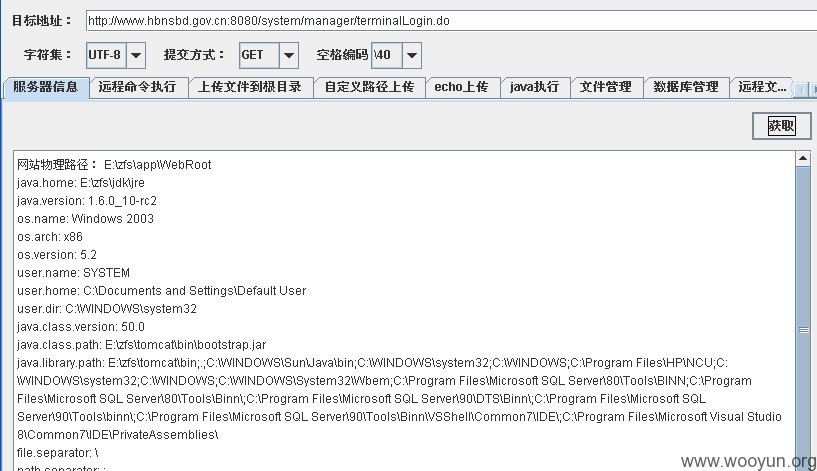 目标地址： http://www.hbnsbd.gov.cn:8080/system/manager/terminalLogin.do
字符集： UTF-8 提交方式： GET 空格编码 \40
服务器信息 远程命令执行 上传文件到根目录 自定义路径上传 echo上传 java执行 文件管理 数据库管理 远程文...
获取
网站物理路径： E:\zfs\app\WebRoot
java.home: E:\zfs\jdk\jre
java.version: 1.6.0_10-rc2
os.name: Windows 2003
os.arch: x86
os.version: 5.2
user.name: SYSTEM
user.home: C:\Documents and Settings\Default User
user.dir: C:\WINDOWS\system32
java.class.version: 50.0
java.class.path: E:\zfs\tomcat\bin\bootstrap.jar
java.library.path: E:\zfs\tomcat\bin;.;C:\WINDOWS\Sun\Java\bin;C:\WINDOWS\system32;C:\WINDOWS;C:\Program Files\HP\NCU;C:
\WINDOWS\system32;C:\WINDOWS;C:\WINDOWS\System32\Wbem;C:\Program Files\Microsoft SQL Server\80\Tools\BINN;C:\Program
Files\Microsoft SQL Server\80\Tools\Binn\;C:\Program Files\Microsoft SQL Server\90\DTS\Binn\;C:\Program Files\Microsoft SQL
Server\90\Tools\binn\;C:\Program Files\Microsoft SQL Server\90\Tools\Binn\VSShell\Common7\IDE\;C:\Program Files\Microsoft Visual Studio
8\Common7\IDE\PrivateAssemblies\
file.separator: \
path.separator: ;
www.wooyun.org